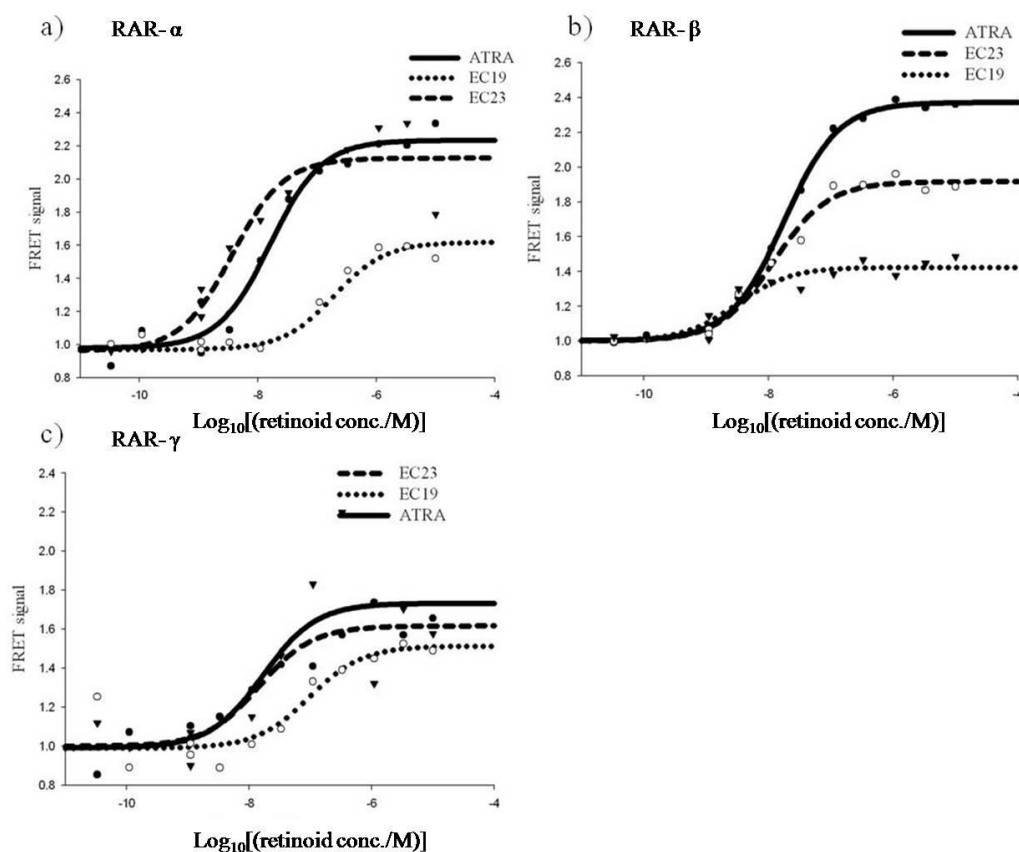 a)
RAR- α
ATRA
EC19
EC23
2.6
2.4
2.2
2.0
1.8
1.6
1.4
1.2
1.0
0.8
FRET signal
-10
-8
-6
-4
Log10[(retinoid conc./M)]
b)
RAR-β
ATRA
EC23
EC19
2.6
2.4
2.2
2.0
1.8
1.6
1.4
1.2
1.0
0.8
FRET signal
-10
-8
-6
-4
Log10[(retinoid conc./M)]
c)
RAR- γ
EC23
EC19
ATRA
2.4
2.2
2.0
1.8
1.6
1.4
1.2
1.0
0.8
FRET signal
-10
-8
-6
-4
Log10[(retinoid conc./M)]